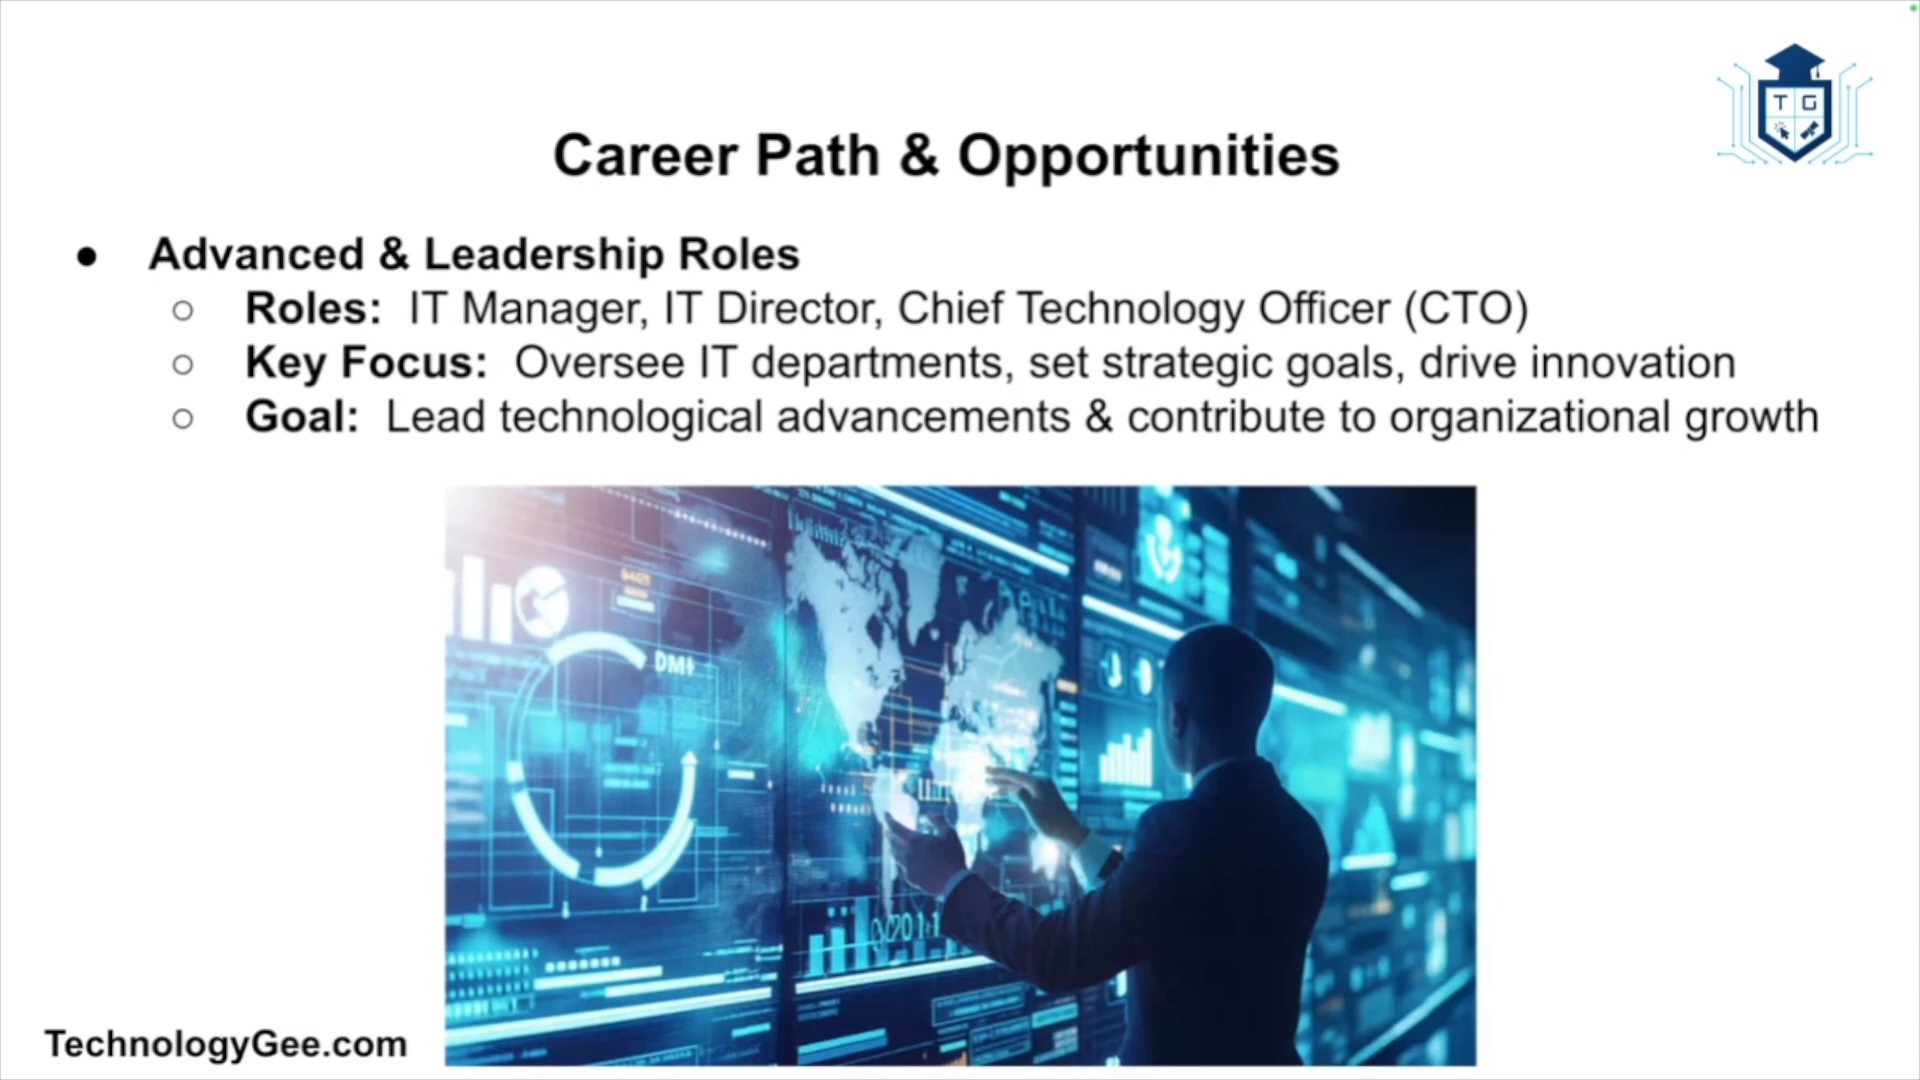 T G
Career Path & Opportunities
● Advanced & Leadership Roles
○ Roles: IT Manager, IT Director, Chief Technology Officer (CTO)
○ Key Focus: Oversee IT departments, set strategic goals, drive innovation
○ Goal: Lead technological advancements & contribute to organizational growth
TechnologyGee.com